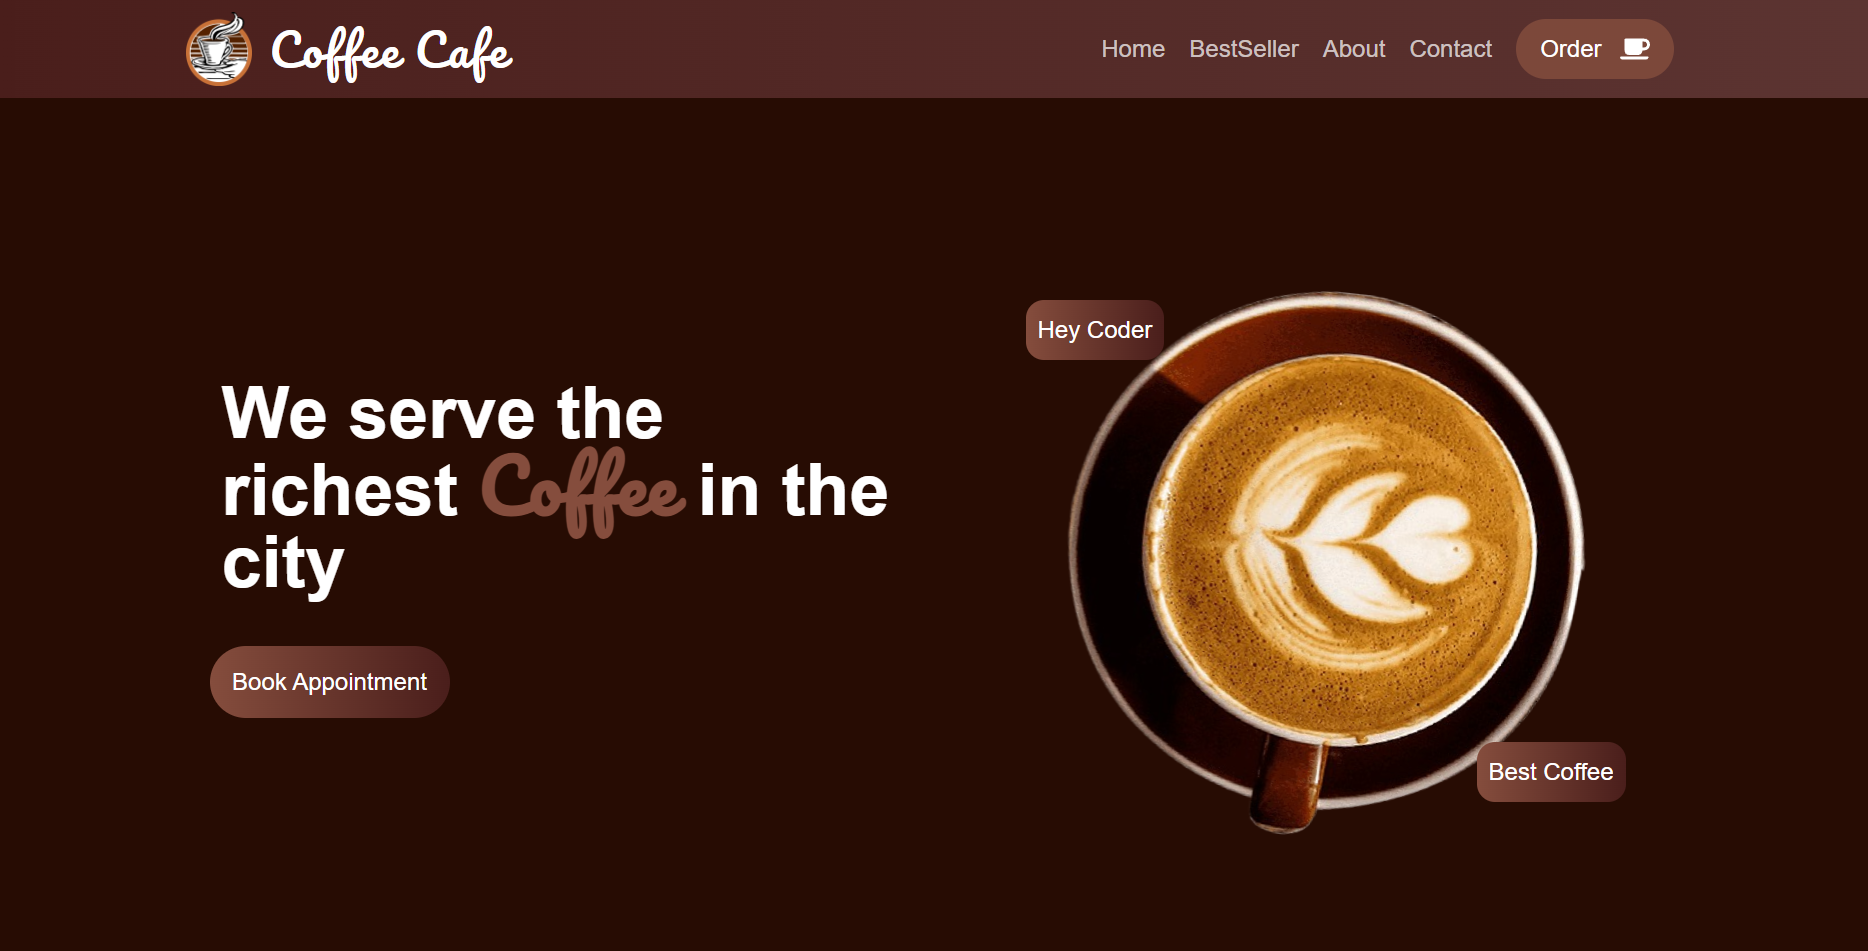 Coffee Cafe
Home BestSeller About Contact Order
Hey Coder
We serve the
richest Coffee in the
city
Book Appointment
Best Coffee